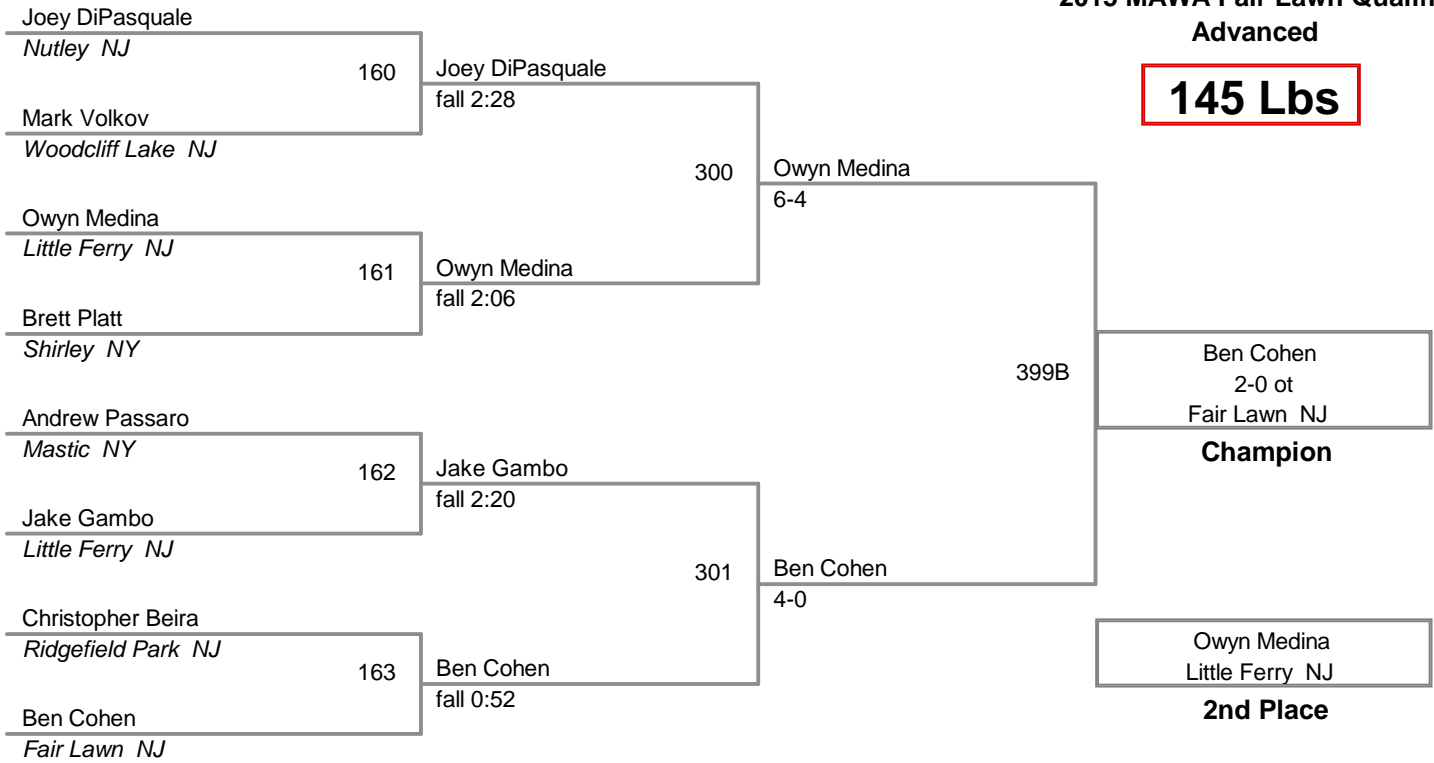 2015 MAWA Fair Lawn
Advanced
145 Lbs
Joey DiPasquale
Nutley NJ
160
Joey DiPasquale
fall 2:28
Mark Volkov
Woodcliff Lake NJ
300
Owyn Medina
6-4
Owyn Medina
Little Ferry NJ
161
Owyn Medina
fall 2:06
Brett Platt
Shirley NY
399B
Ben Cohen
2-0 ot
Fair Lawn NJ
Champion
Andrew Passaro
Mastic NY
162
Jake Gambo
fall 2:20
Jake Gambo
Little Ferry NJ
301
Ben Cohen
4-0
Christopher Beira
Ridgefield Park NJ
163
Ben Cohen
fall 0:52
Ben Cohen
Fair Lawn NJ
Owyn Medina
Little Ferry NJ
2nd Place